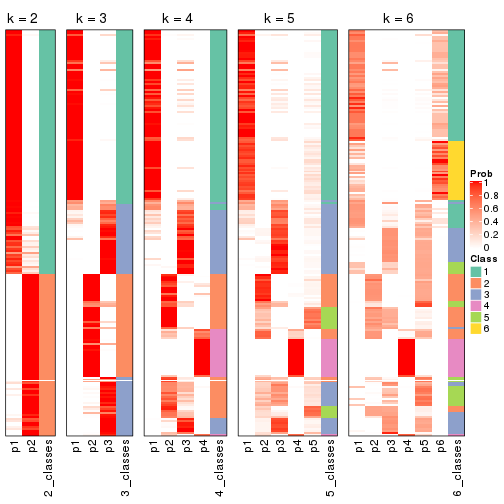 k = 2
k = 3
k = 4
k = 5
k = 6
p1
p2
2_classes
p1
p2
p3
3_classes
p1
p2
p3
p4
4_classes
p1
p2
p3
p4
p5
5_classes
p1
p2
p3
p4
p5
p6
6_classes
Prob
1
0.8
0.6
0.4
0.2
0
Class
1
2
3
4
5
6